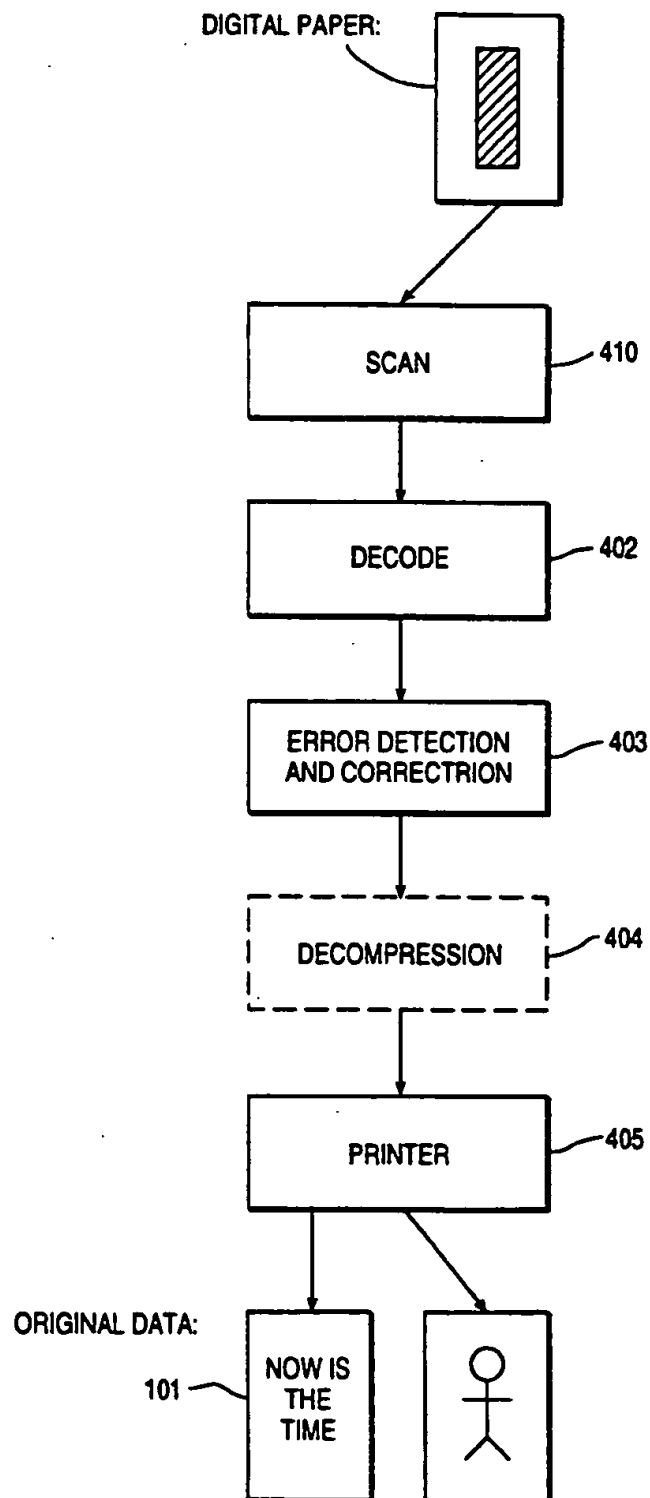 DIGITAL PAPER:
SCAN
410
DECODE
402
ERROR DETECTION
AND CORRECTRION
403
DECOMPRESSION
404
PRINTER
405
ORIGINAL DATA:
101
NOW IS
THE
TIME